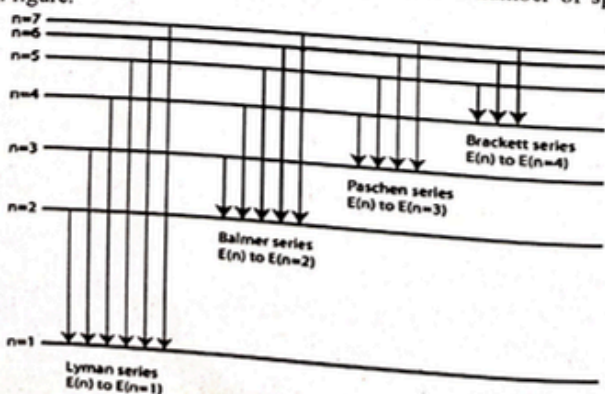 figure.
n=7
n=6
n=5
n=4
n=3
n=2
n=1
Brackett series
E(n) to E(n=4)
Paschen series
E(n) to E(n=3)
Balmer series
E(n) to E(n=2)
Lyman series
E(n) to E(n=1)